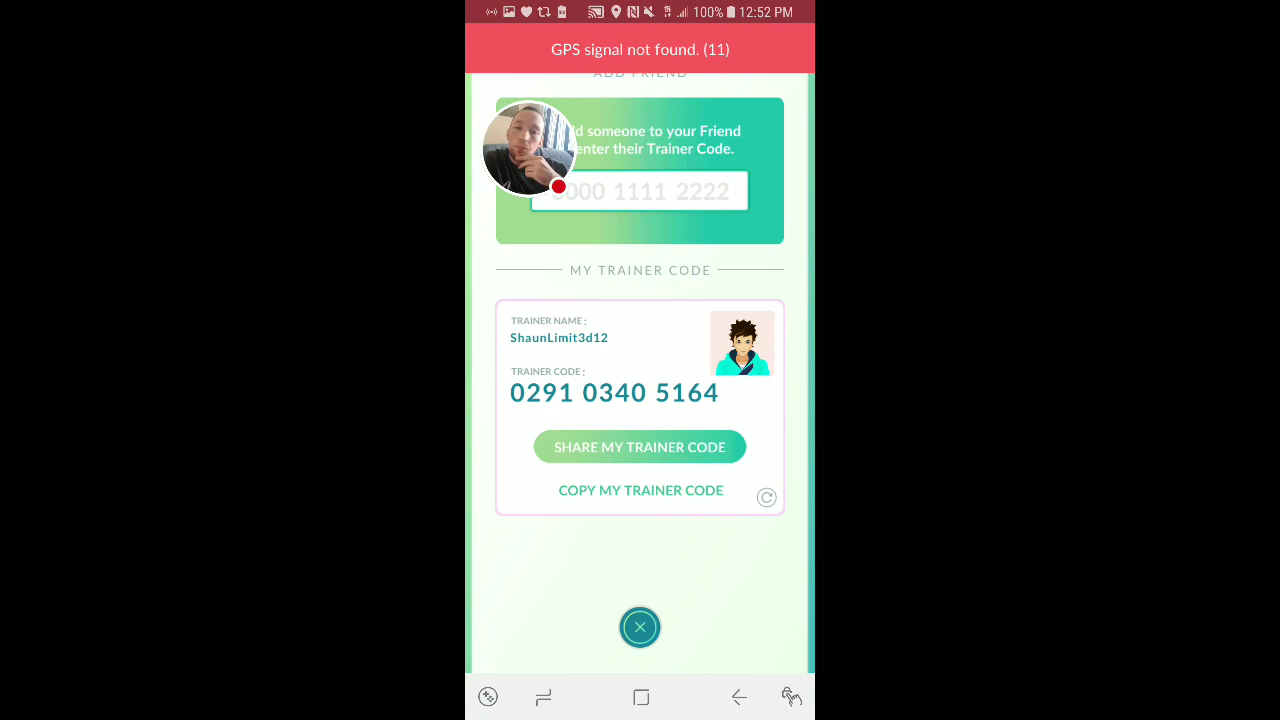 100% 12:52 PM
GPS signal not found. (11)
ADD FRIEND
someone to your Friend
enter their Trainer Code.
1111 2222
MY TRAINER CODE
TRAINER NAME :
ShaunLimit3d12
TRAINER CODE :
0291 0340 5164
SHARE MY TRAINER CODE
COPY MY TRAINER CODE